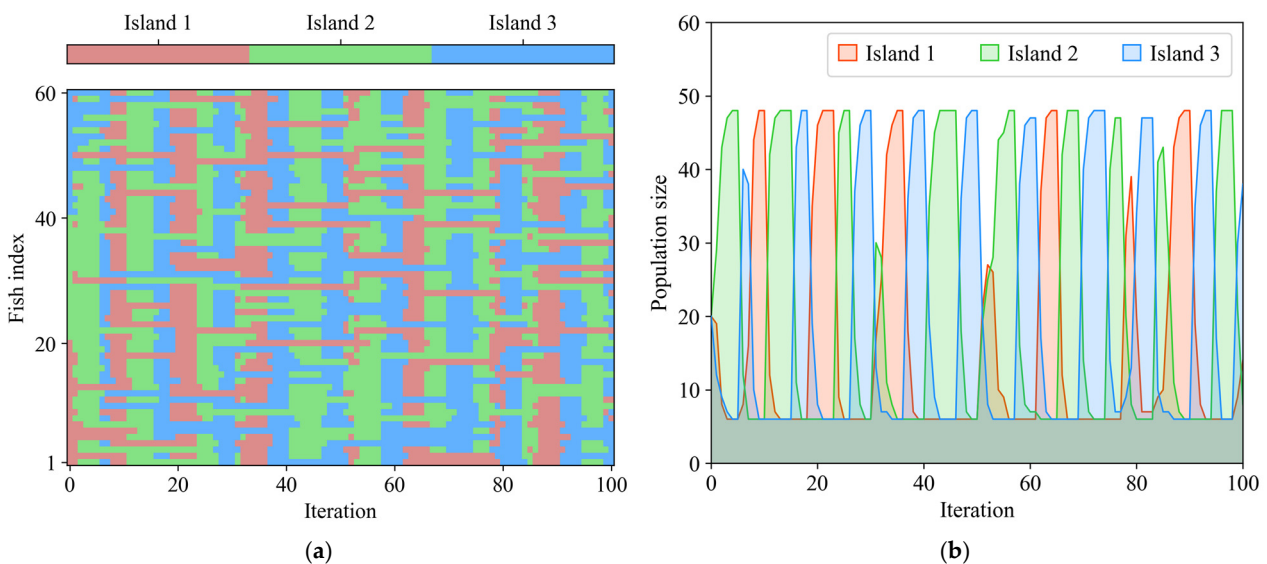 Island 1 Island 2 Island 3
60
40
20
1
Fish index
0 20 40 60 80 100
Iteration
(a)
60
50
40
30
20
10
0
Population size
Island 1 Island 2 Island 3
0 20 40 60 80 100
Iteration
(b)